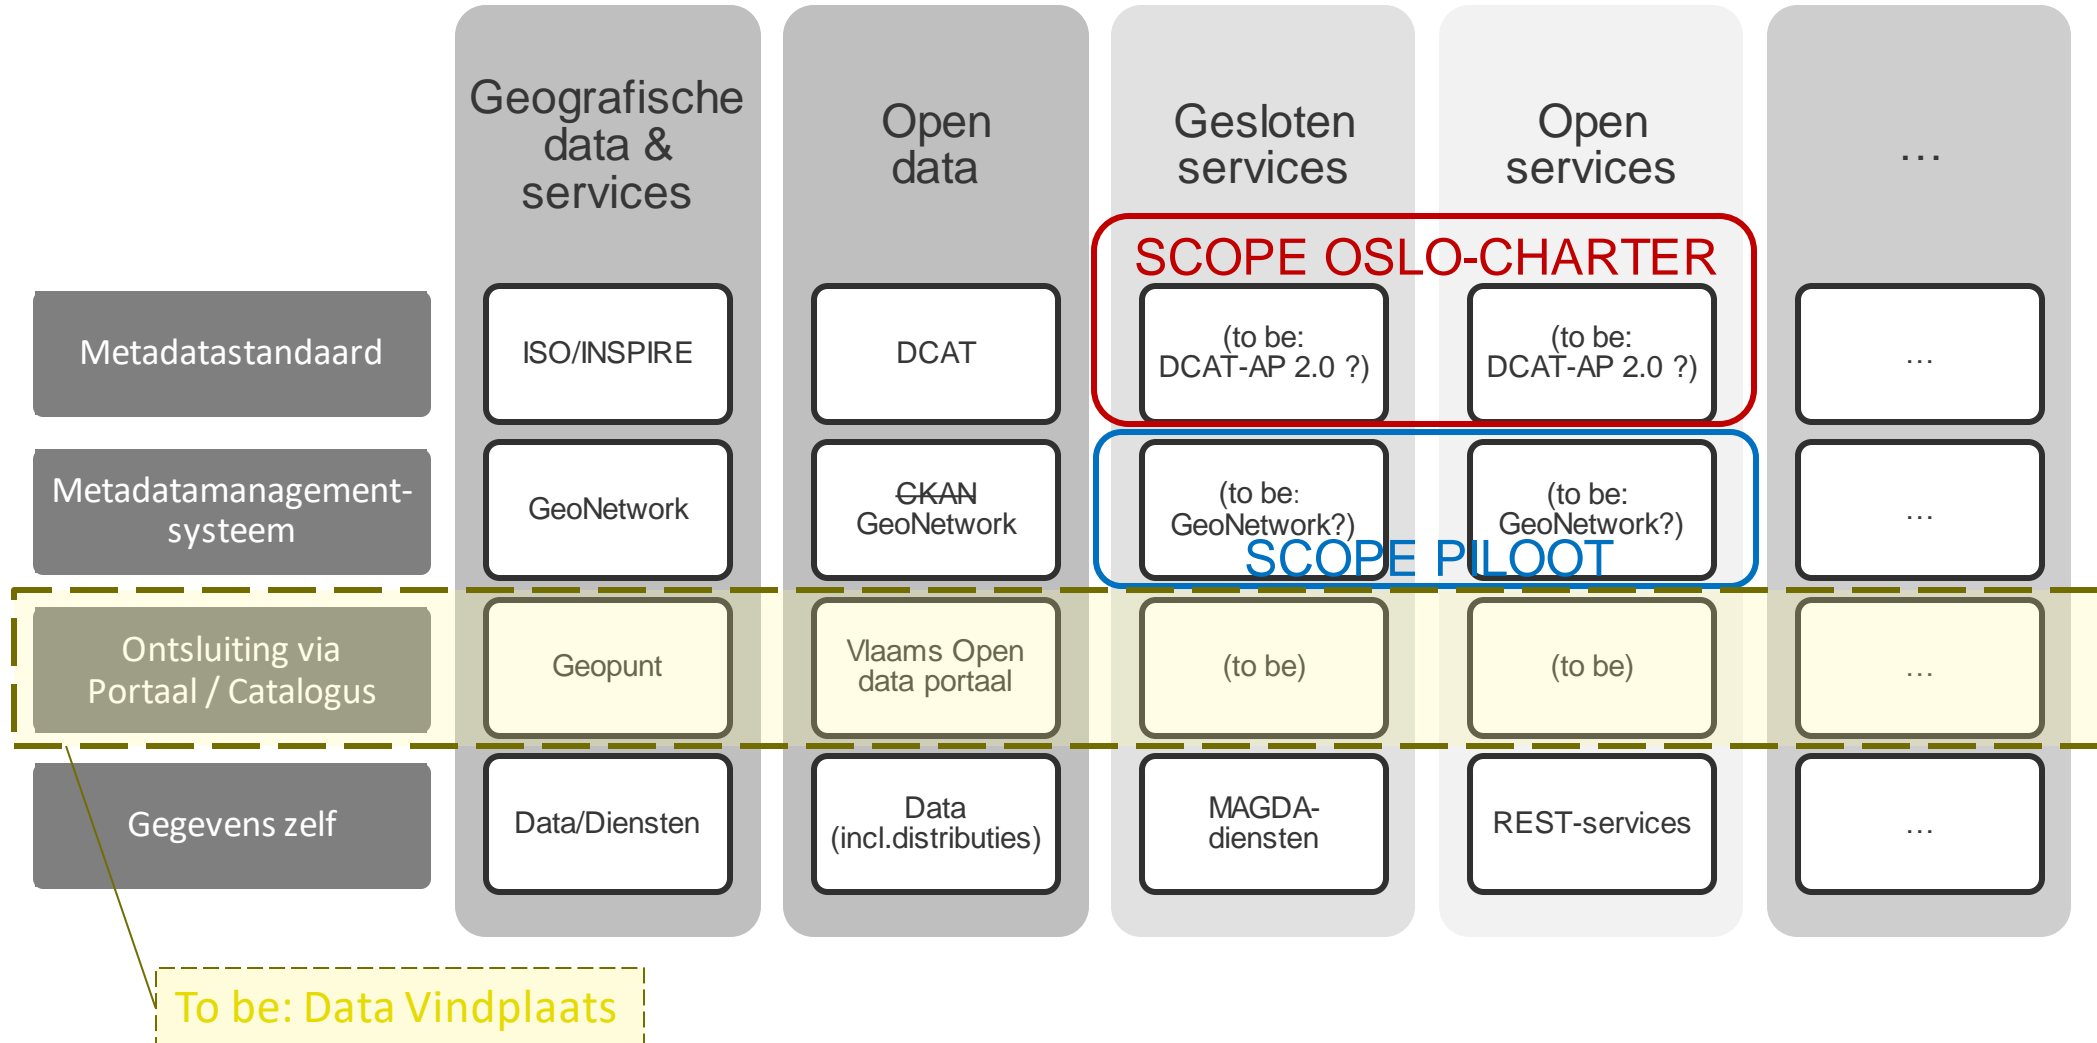 Geografische
data &
services
Open
data
Gesloten
services
Open
services
...
SCOPE OSLO-CHARTER
Metadatastandaard
ISO/INSPIRE
DCAT
(to be:
DCAT-AP 2.0 ?)
(to be:
DCAT-AP 2.0 ?)
...
Metadatamanagement-
systeem
GeoNetwork
CKAN
GeoNetwork
(to be:
GeoNetwork?)
(to be:
GeoNetwork?)
...
SCOPE PILOOT
Ontsluiting via
Portaal / Catalogus
Geopunt
Vlaams Open
data portaal
(to be)
(to be)
...
Gegevens zelf
Data/Diensten
Data
(incl.distributies)
MAGDA-
diensten
REST-services
...
To be: Data Vindplaats